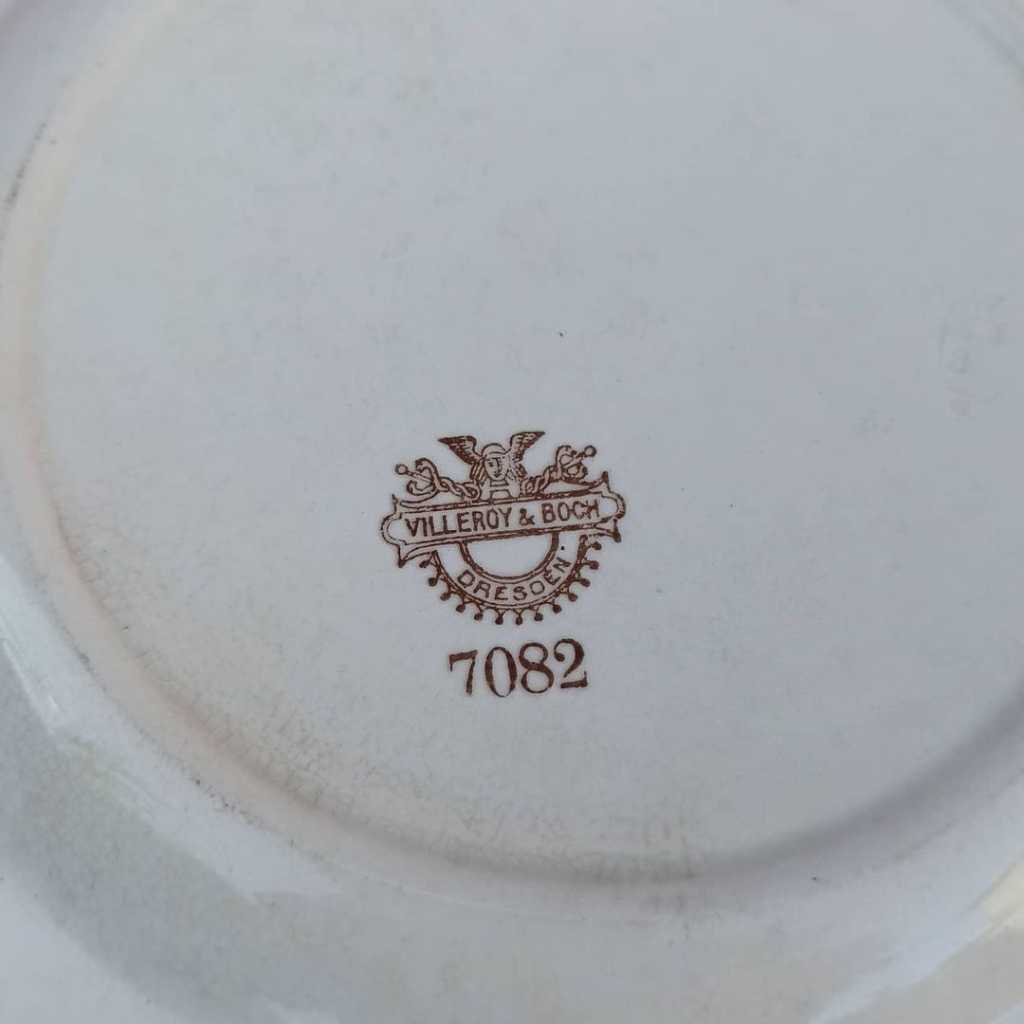 VILLEROY & BOCH
DRESDEN.
7082